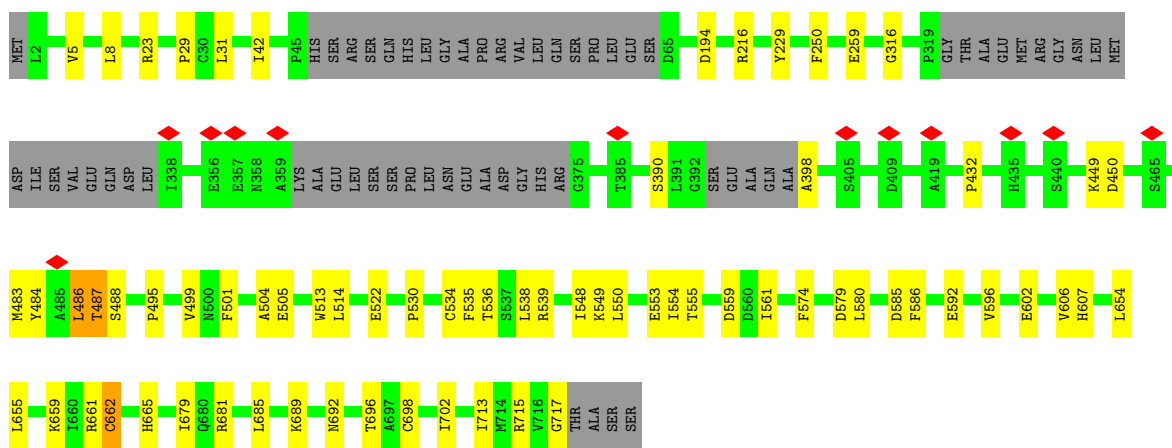 MET L2 V5 L8 R23 P29 C30 L31 I42 P45 HIS SER ARG SER GLN HIS LEU GLY ALA PRO ARG VAL LEU GLN SER PRO LEU GLU SER D65 D194 R216 Y229 F250 E259 G316 P319 GLY THR ALA GLU MET ARG GLY ASN LEU MET
ASP ILE SER VAL GLU GLN ASP LEU I338 E356 E357 N358 A359 LYS ALA GLU LEU SER SER PRO LEU ASN GLU ALA ASP GLY HIS ARG G375 T385 S390 L391 G392 SER GLU ALA GLN ALA A398 S405 D409 A419 P432 H435 S440 K449 D450 S465
M483 Y484 A485 L486 T487 S488 P495 V499 N500 F501 A504 E505 W513 L514 E522 P530 C534 F535 T536 S537 L538 R539 I548 K549 L550 E553 I554 T555 D559 D560 I561 F574 D579 L580 D585 F586 E592 V596 E602 V606 H607 L654
L655 K659 I660 R661 C662 H665 I679 Q680 R681 L685 K689 N692 T696 A697 C698 I702 I713 M714 R715 V716 G717 THR ALA SER SER